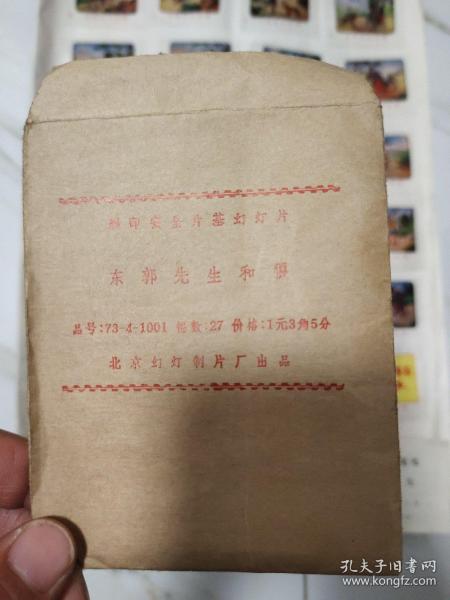 胶印安全片基幻灯片
东郭先生和狼
品号:73-4-1001 幅数:27 价格:1元3角5分
北京幻灯制片厂出品
孔夫子旧书网
www.kongfz.com